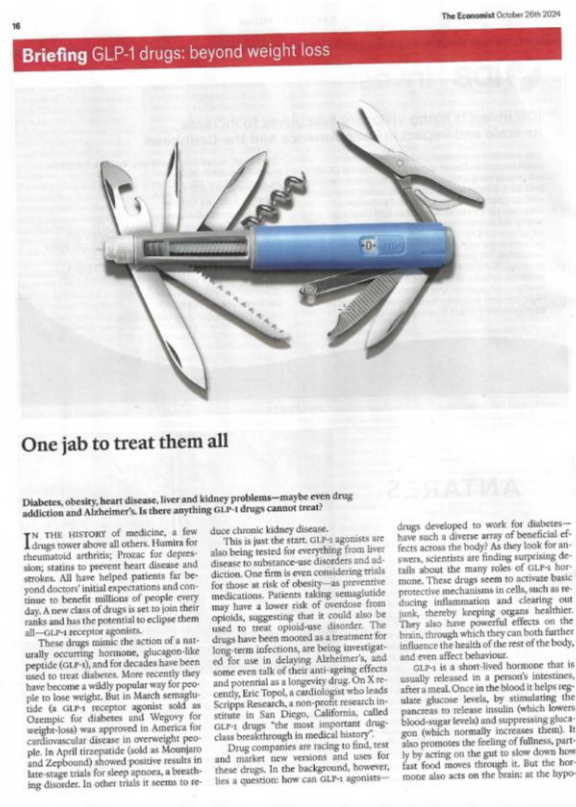 16
The Economist October 26th 2024
Briefing GLP-1 drugs: beyond weight loss
-0-
One jab to treat them all
Diabetes, obesity, heart disease, liver and kidney problems—maybe even drug
addiction and Alzheimer's. Is there anything GLP-1 drugs cannot treat?
IN THE HISTORY of medicine, a few
drugs tower above all others. Humira for
rheumatoid arthritis; Prozac for depres-
sion; statins to prevent heart disease and
strokes. All have helped patients far be-
yond doctors' initial expectations and con-
tinue to benefit millions of people every
day. A new class of drugs is set to join their
ranks and has the potential to eclipse them
all—GLP-1 receptor agonists.
These drugs mimic the action of a nat-
urally occurring hormone, glucagon-like
peptide (GLP-1), and for decades have been
used to treat diabetes. More recently they
have become a wildly popular way for peo-
ple to lose weight. But in March semaglu-
tide (a GLP-1 receptor agonist sold as
Ozempic for diabetes and Wegovy for
weight-loss) was approved in America for
cardiovascular disease in overweight peo-
ple. In April tirzepatide (sold as Mounjaro
and Zepbound) showed positive results in
late-stage trials for sleep apnoea, a breath-
ing disorder. In other trials it seems to re-
duce chronic kidney disease.
This is just the start. GLP-1 agonists are
also being tested for everything from liver
disease to substance-use disorders and ad-
diction. One firm is even considering trials
for those at risk of obesity—as preventive
medications. Patients taking semaglutide
may have a lower risk of overdose from
opioids, suggesting that it could also be
used to treat opioid-use disorder. The
drugs have been mooted as a treatment for
long-term infections, are being investigat-
ed for use in delaying Alzheimer's, and
some even talk of their anti-ageing effects
and potential as a longevity drug. On X re-
cently, Eric Topol, a cardiologist who leads
Scripps Research, a non-profit research in-
stitute in San Diego, California, called
GLP-1 drugs "the most important drug-
class breakthrough in medical history".
Drug companies are racing to find, test
and market new versions and uses for
these drugs. In the background, however,
lies a question: how can GLP-1 agonists—
drugs developed to work for diabetes—
have such a diverse array of beneficial ef-
fects across the body? As they look for an-
swers, scientists are finding surprising de-
tails about the many roles of GLP-1 hor-
mone. These drugs seem to activate basic
protective mechanisms in cells, such as re-
ducing inflammation and clearing out
junk, thereby keeping organs healthier.
They also have powerful effects on the
brain, through which they can both further
influence the health of the rest of the body,
and even affect behaviour.
GLP-1 is a short-lived hormone that is
usually released in a person's intestines,
after a meal. Once in the blood it helps reg-
ulate glucose levels, by stimulating the
pancreas to release insulin (which lowers
blood-sugar levels) and suppressing gluca-
gon (which normally increases them). It
also promotes the feeling of fullness, part-
ly by acting on the gut to slow down how
fast food moves through it. But the hor-
mone also acts on the brain: at the hypo-